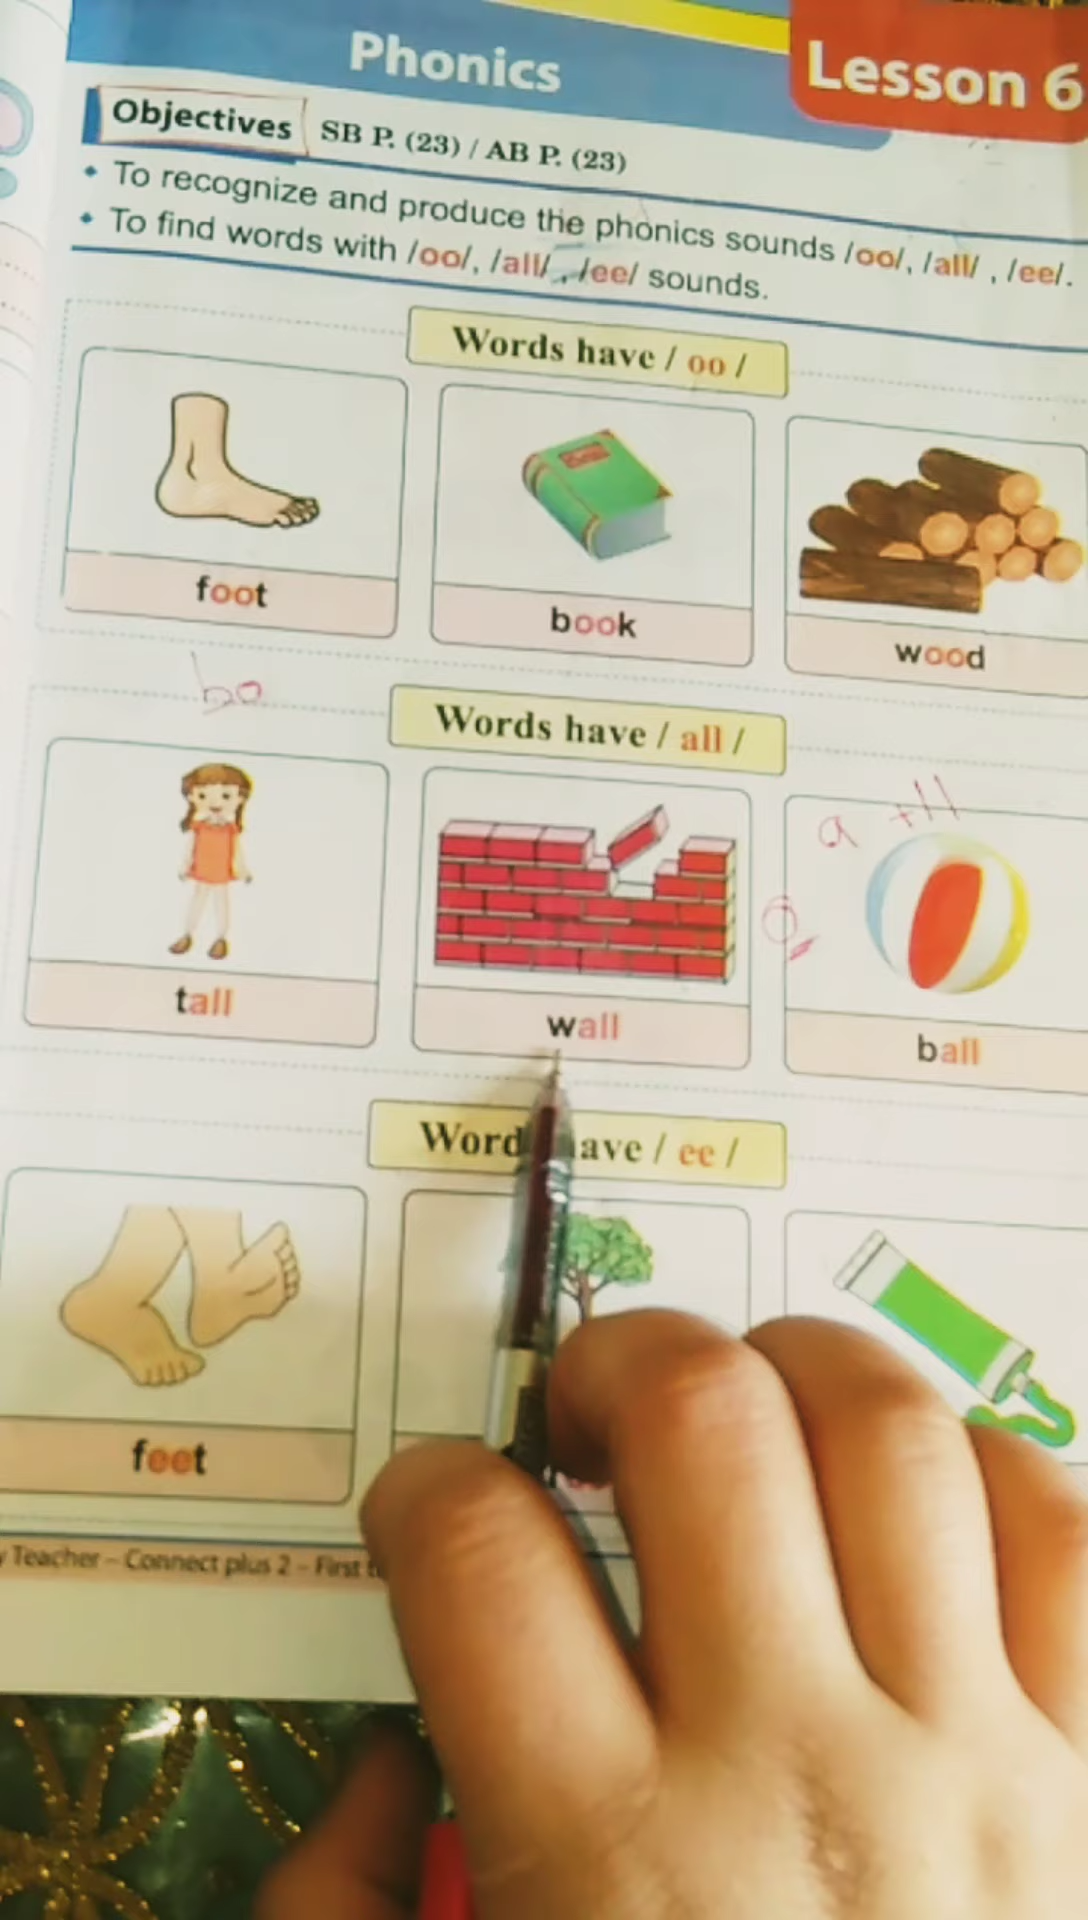 Phonics
Lesson 6
Objectives SB P. (23) / AB P. (23)
• To recognize and produce the phonics sounds /oo/, /all/ , /ee/.
• To find words with /oo/, /all/ , /ee/ sounds.
Words have / oo /
foot
book
wood
bo
Words have / all /
a + ll
tall
wall
ball
Word ave / ee /
feet
Teacher – Connect plus 2 – First